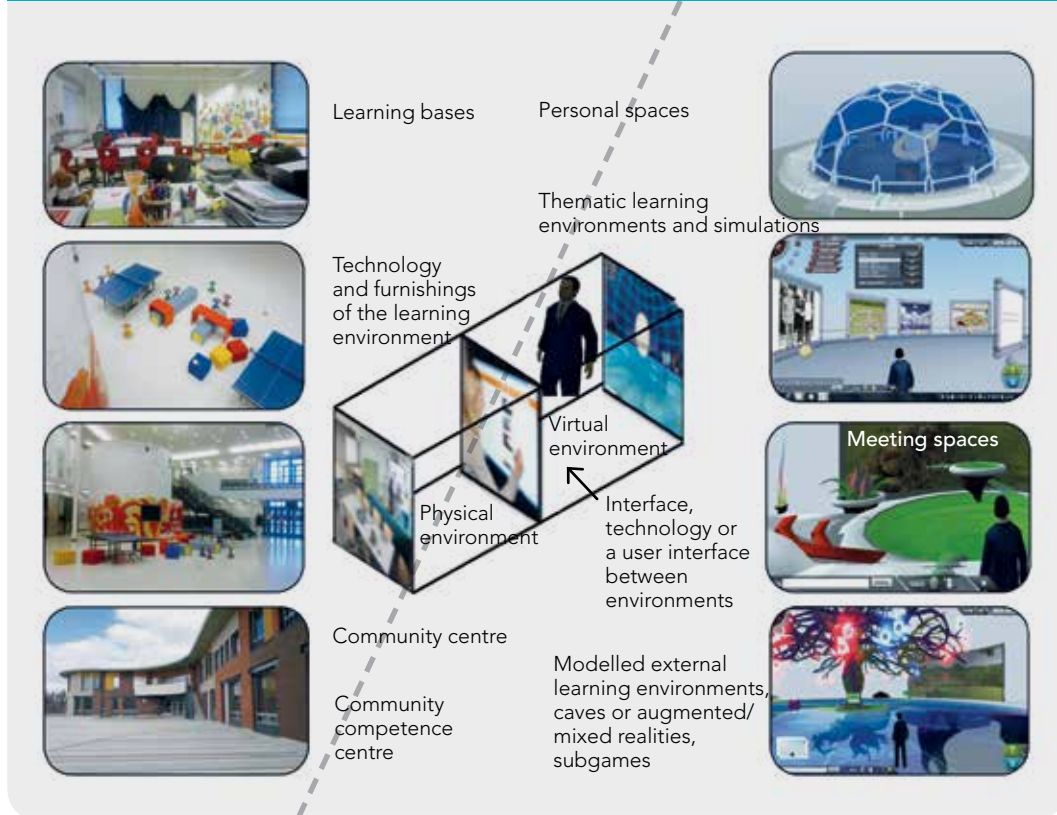 Learning bases
Personal spaces
Thematic learning
environments and simulations
Technology
and furnishings
of the learning
environment
Virtual
environment
Meeting spaces
Physical
environment
Interface,
technology or
a user interface
between
environments
Community centre
Community
competence
centre
Modelled external
learning environments,
caves or augmented/
mixed realities,
subgames